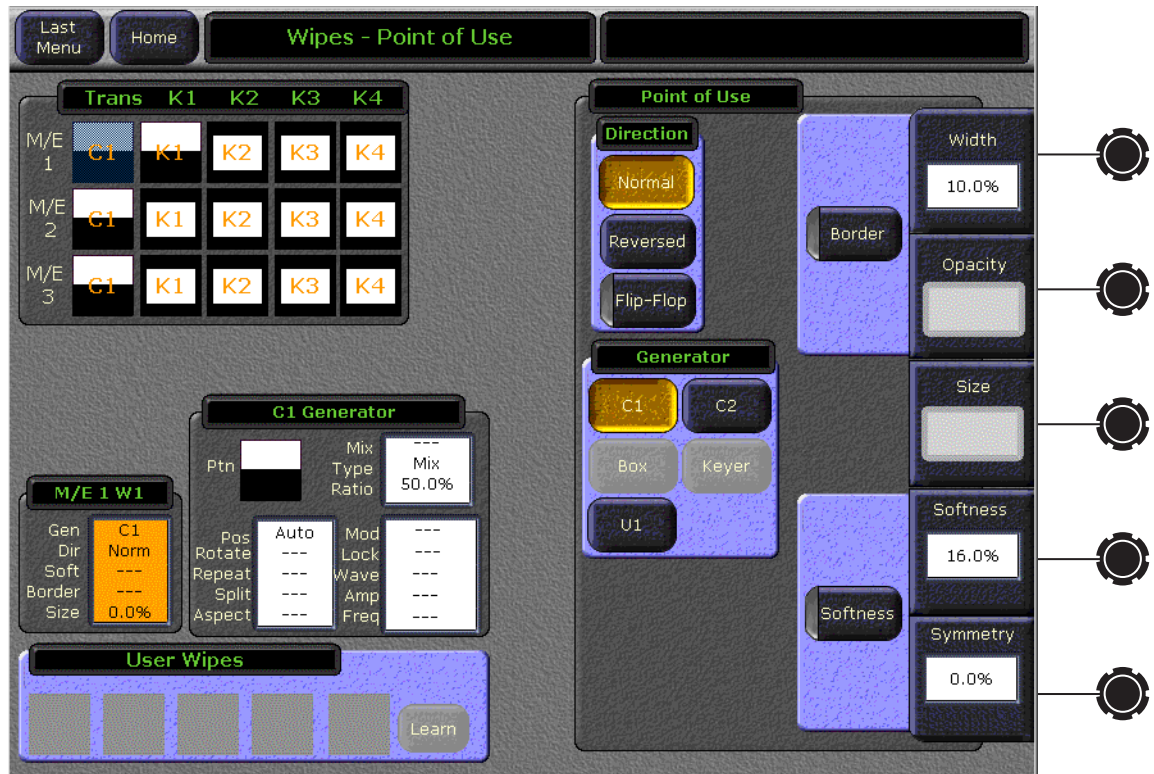 Last
Menu
Home
Wipes - Point of Use
Trans K1 K2 K3 K4
M/E
1
C1 K1 K2 K3 K4
M/E
2
C1 K1 K2 K3 K4
M/E
3
C1 K1 K2 K3 K4
C1 Generator
Ptn
Mix
Type
Ratio
---
Mix
50.0%
M/E 1 W1
Gen C1
Dir Norm
Soft ---
Border ---
Size 0.0%
Pos Auto
Rotate ---
Repeat ---
Split ---
Aspect ---
Mod ---
Lock ---
Wave ---
Amp ---
Freq ---
User Wipes
Learn
Point of Use
Direction
Normal
Reversed
Flip-Flop
Generator
C1
C2
Box
Keyer
U1
Border
Width
10.0%
Opacity
Size
Softness
Softness
16.0%
Symmetry
0.0%